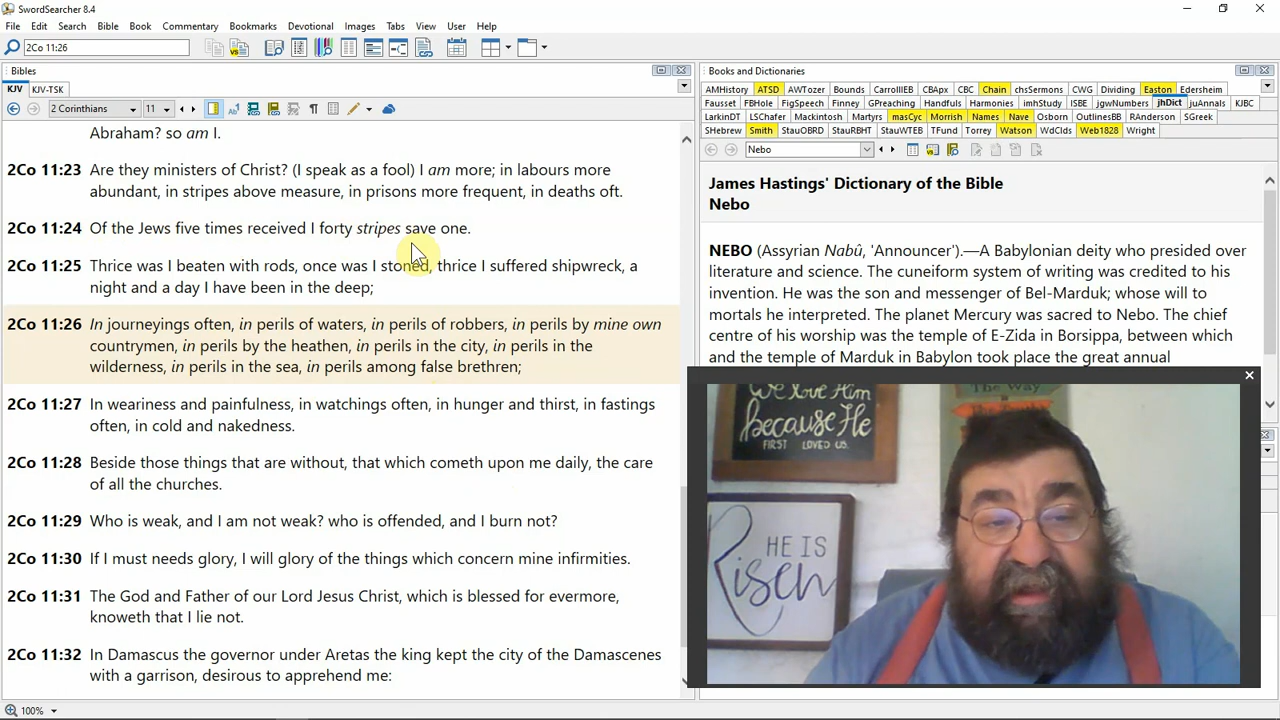 SwordSearcher 8.4
File Edit Search Bible Book Commentary Bookmarks Devotional Images Tabs View User Help
2Co 11:26
Bibles
KJV KJV-TSK
2 Corinthians 11
Abraham? so am I.
2Co 11:23 Are they ministers of Christ? (I speak as a fool) I am more; in labours more
abundant, in stripes above measure, in prisons more frequent, in deaths oft.
2Co 11:24 Of the Jews five times received I forty stripes save one.
2Co 11:25 Thrice was I beaten with rods, once was I stoned, thrice I suffered shipwreck, a
night and a day I have been in the deep;
2Co 11:26 In journeyings often, in perils of waters, in perils of robbers, in perils by mine own
countrymen, in perils by the heathen, in perils in the city, in perils in the
wilderness, in perils in the sea, in perils among false brethren;
2Co 11:27 In weariness and painfulness, in watchings often, in hunger and thirst, in fastings
often, in cold and nakedness.
2Co 11:28 Beside those things that are without, that which cometh upon me daily, the care
of all the churches.
2Co 11:29 Who is weak, and I am not weak? who is offended, and I burn not?
2Co 11:30 If I must needs glory, I will glory of the things which concern mine infirmities.
2Co 11:31 The God and Father of our Lord Jesus Christ, which is blessed for evermore,
knoweth that I lie not.
2Co 11:32 In Damascus the governor under Aretas the king kept the city of the Damascenes
with a garrison, desirous to apprehend me:
100%
Books and Dictionaries
AMHistory ATSD AWTozer Bounds CarrollIEB CBApx CBC Chain chsSermons CWG Dividing Easton Edersheim
Fausset FBHole FigSpeech Finney GPreaching Handfuls Harmonies imhStudy ISBE jgwNumbers jhDict juAnnals KJBC
LarkinDT LSChafer Mackintosh Martyrs masCyc Morrish Names Nave Osborn OutlinesBB RAnderson SGreek
SHebrew Smith StauOBRD StauRBHT StauWTEB TFund Torrey Watson WdClds Web1828 Wright
Nebo
James Hastings' Dictionary of the Bible
Nebo
NEBO (Assyrian Nabû, 'Announcer').—A Babylonian deity who presided over
literature and science. The cuneiform system of writing was credited to his
invention. He was the son and messenger of Bel-Marduk; whose will to
mortals he interpreted. The planet Mercury was sacred to Nebo. The chief
centre of his worship was the temple of E-Zida in Borsippa, between which
and the temple of Marduk in Babylon took place the great annual
we love Him
because He
FIRST LOVED US.
The Way
HE IS
Risen